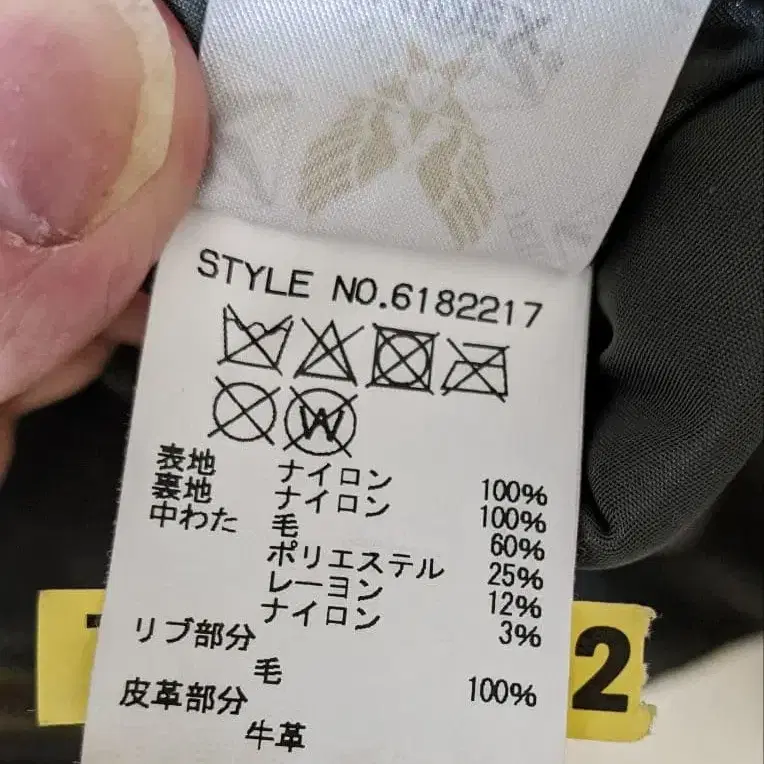 STYLE NO.6182217
W
表地 ナイロン 100%
裏地 ナイロン 100%
中わた 毛 60%
ポリエステル 25%
レーヨン 12%
ナイロン 3%
リブ部分
毛 100%
皮革部分
牛革
2